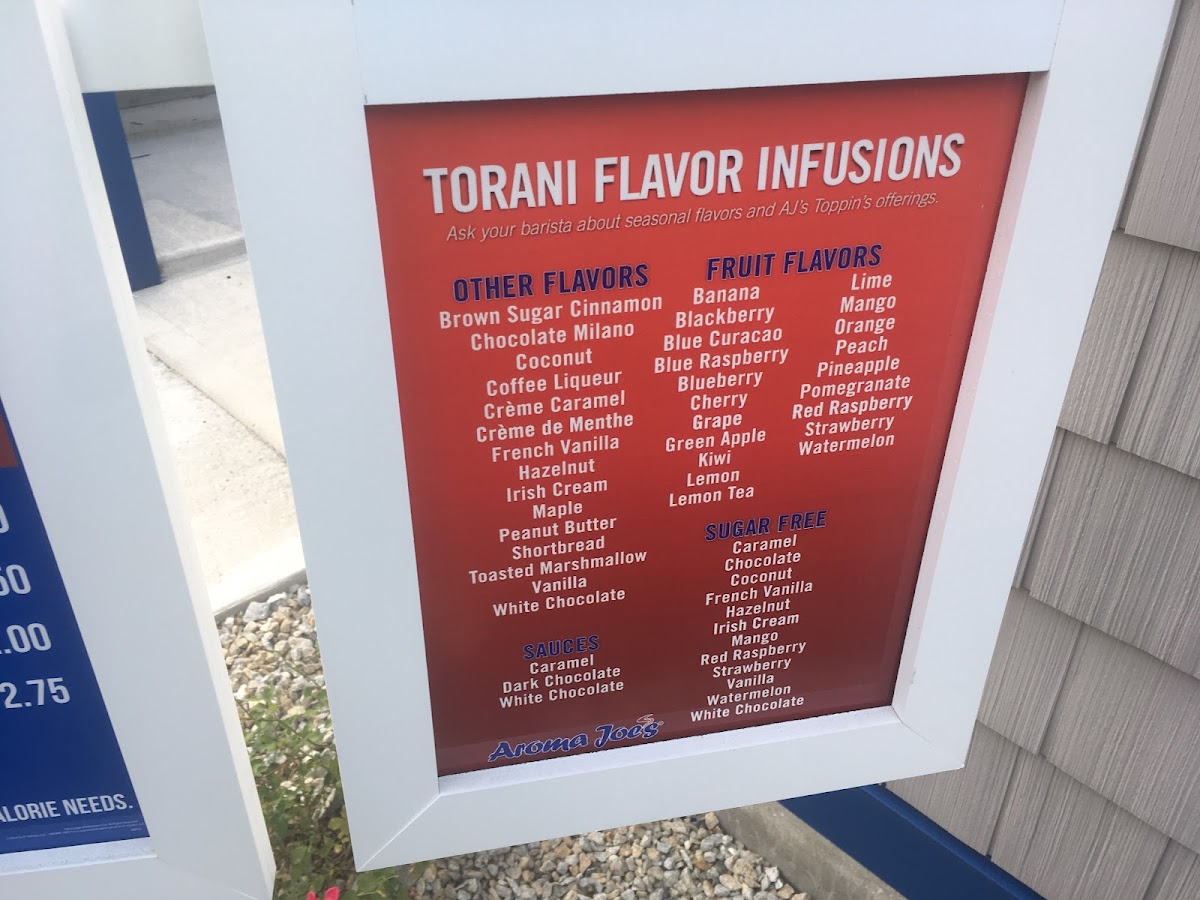 TORANI FLAVOR INFUSIONS
Ask your barista about seasonal flavors and AJ's Toppin's offerings.
OTHER FLAVORS
Brown Sugar Cinnamon
Chocolate Milano
Coconut
Coffee Liqueur
Crème Caramel
Crème de Menthe
French Vanilla
Hazelnut
Irish Cream
Maple
Peanut Butter
Shortbread
Toasted Marshmallow
Vanilla
White Chocolate
SAUCES
Caramel
Dark Chocolate
White Chocolate
FRUIT FLAVORS
Banana
Blackberry
Blue Curacao
Blue Raspberry
Blueberry
Cherry
Grape
Green Apple
Kiwi
Lemon
Lemon Tea
Lime
Mango
Orange
Peach
Pineapple
Pomegranate
Red Raspberry
Strawberry
Watermelon
SUGAR FREE
Caramel
Chocolate
Coconut
French Vanilla
Hazelnut
Irish Cream
Mango
Red Raspberry
Strawberry
Vanilla
Watermelon
White Chocolate
Aroma Joe's
.00
2.75
ALORIE NEEDS.